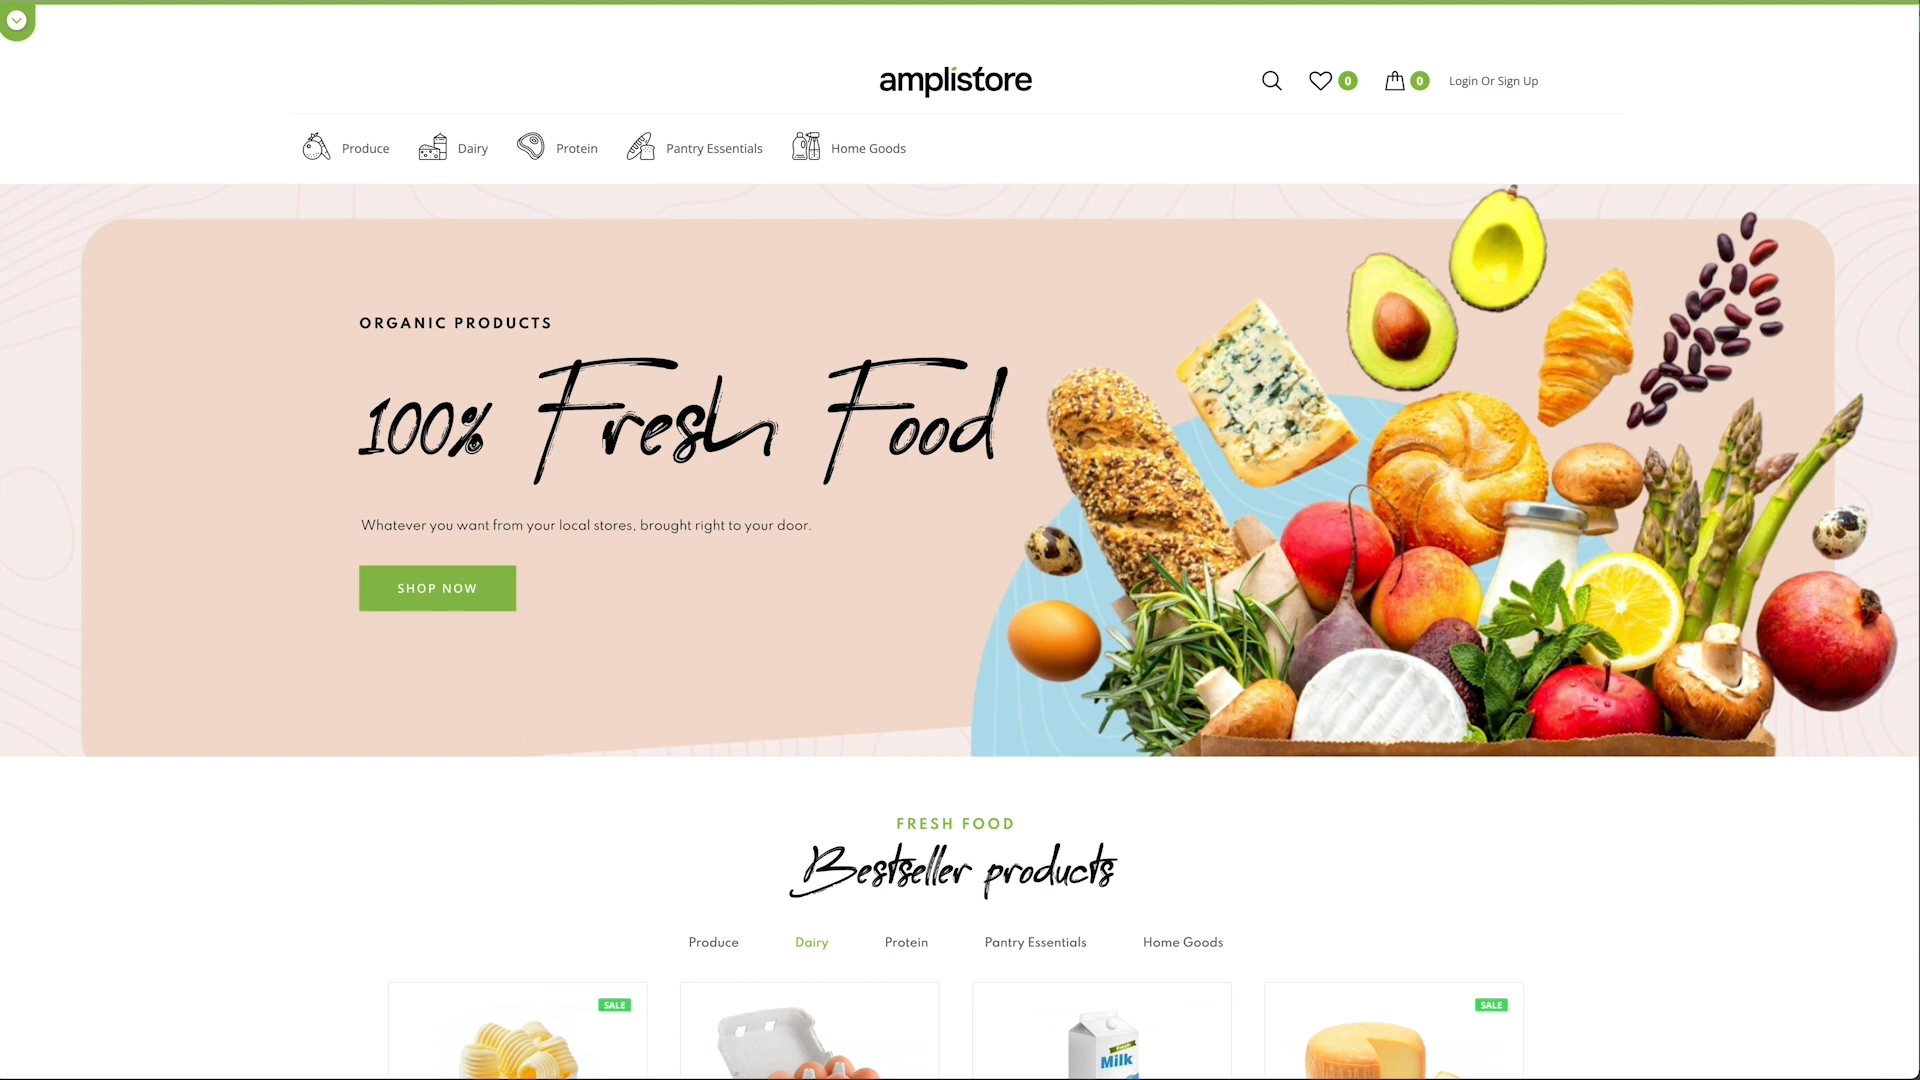 amplistore
0
0
Login Or Sign Up
Produce
Dairy
Protein
Pantry Essentials
Home Goods
ORGANIC PRODUCTS
100% Fresh Food
Whatever you want from your local stores, brought right to your door.
SHOP NOW
FRESH FOOD
Bestseller products
Produce
Dairy
Protein
Pantry Essentials
Home Goods
SALE
Fresh
Milk
SALE